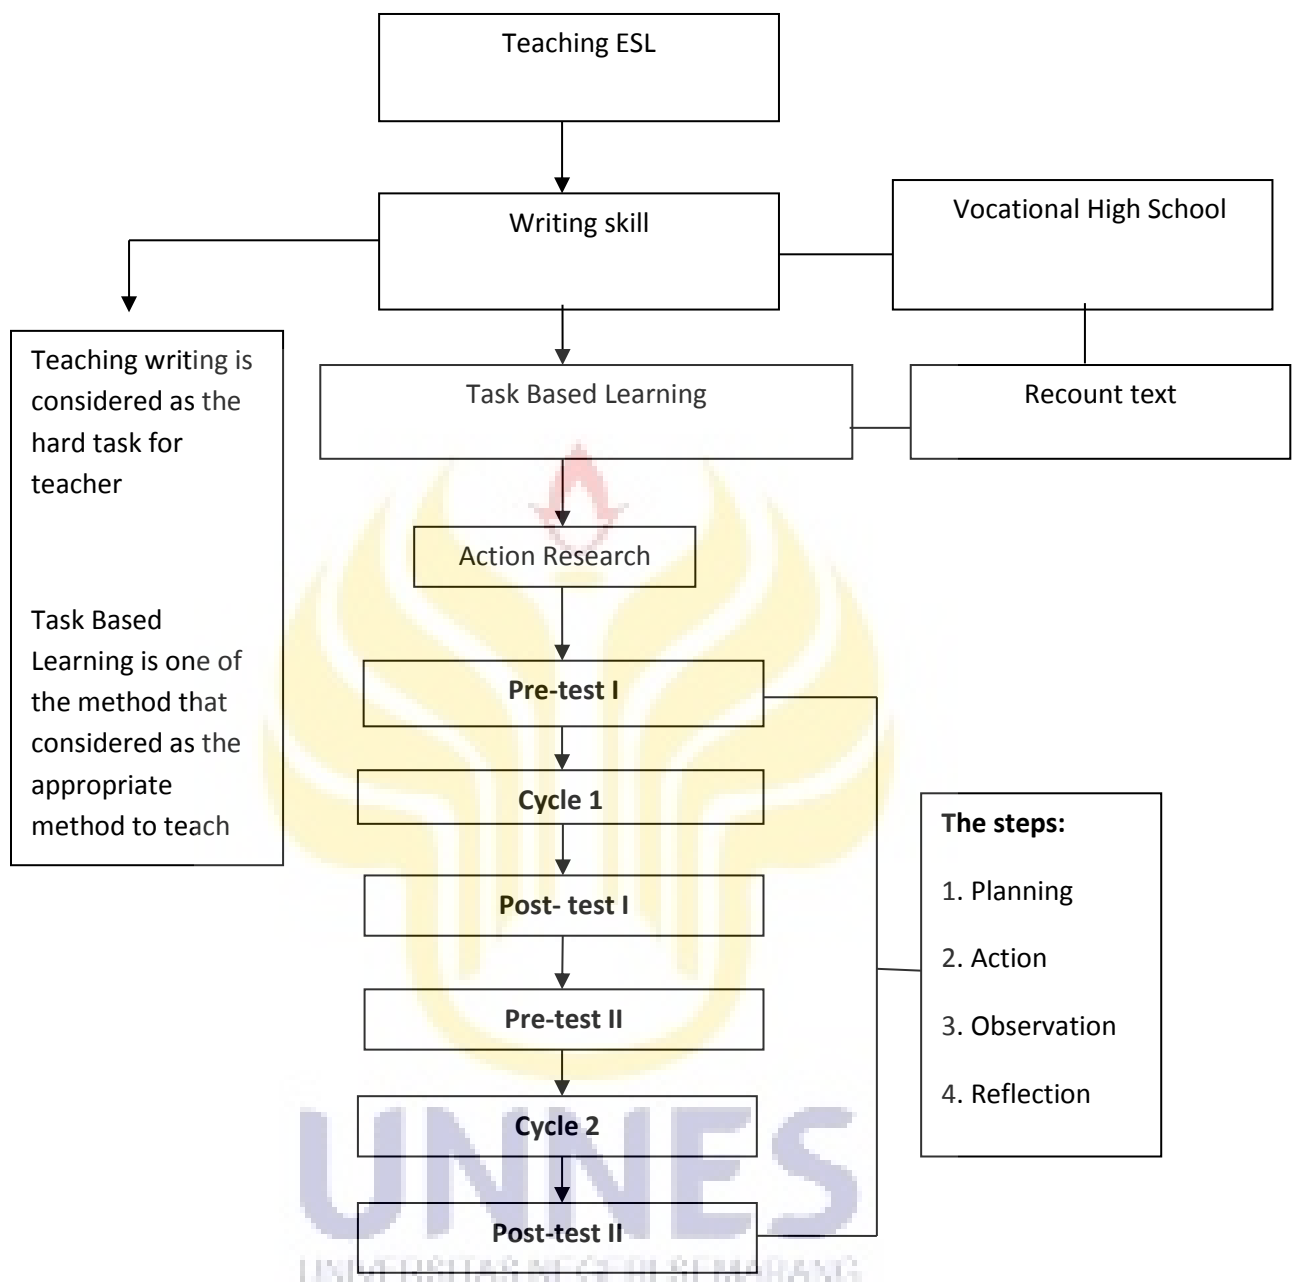 Teaching ESL
Writing skill
Vocational High School
Teaching writing is
considered as the
hard task for
teacher
Task Based
Learning is one of
the method that
considered as the
appropriate
method to teach
Task Based Learning
Recount text
Action Research
Pre-test I
Cycle 1
Post- test I
Pre-test II
Cycle 2
Post-test II
The steps:
1. Planning
2. Action
3. Observation
4. Reflection
UNNES
UNIVERSITAS NEGERI SEMARANG